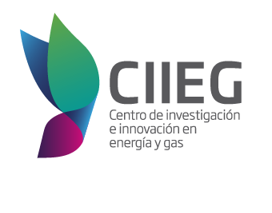 CIIEG
Centro de investigación
e innovación en
energía y gas